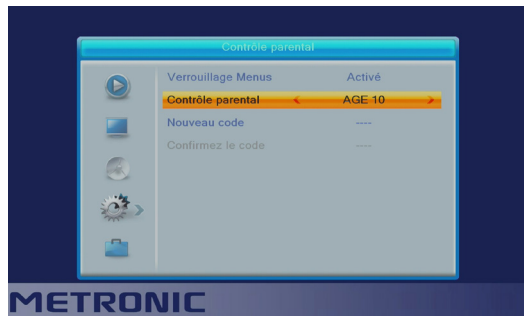 Contrôle parental
Verrouillage Menus Activé
Contrôle parental < AGE 10 >
Nouveau code ----
Confirmez le code ----
METRONIC